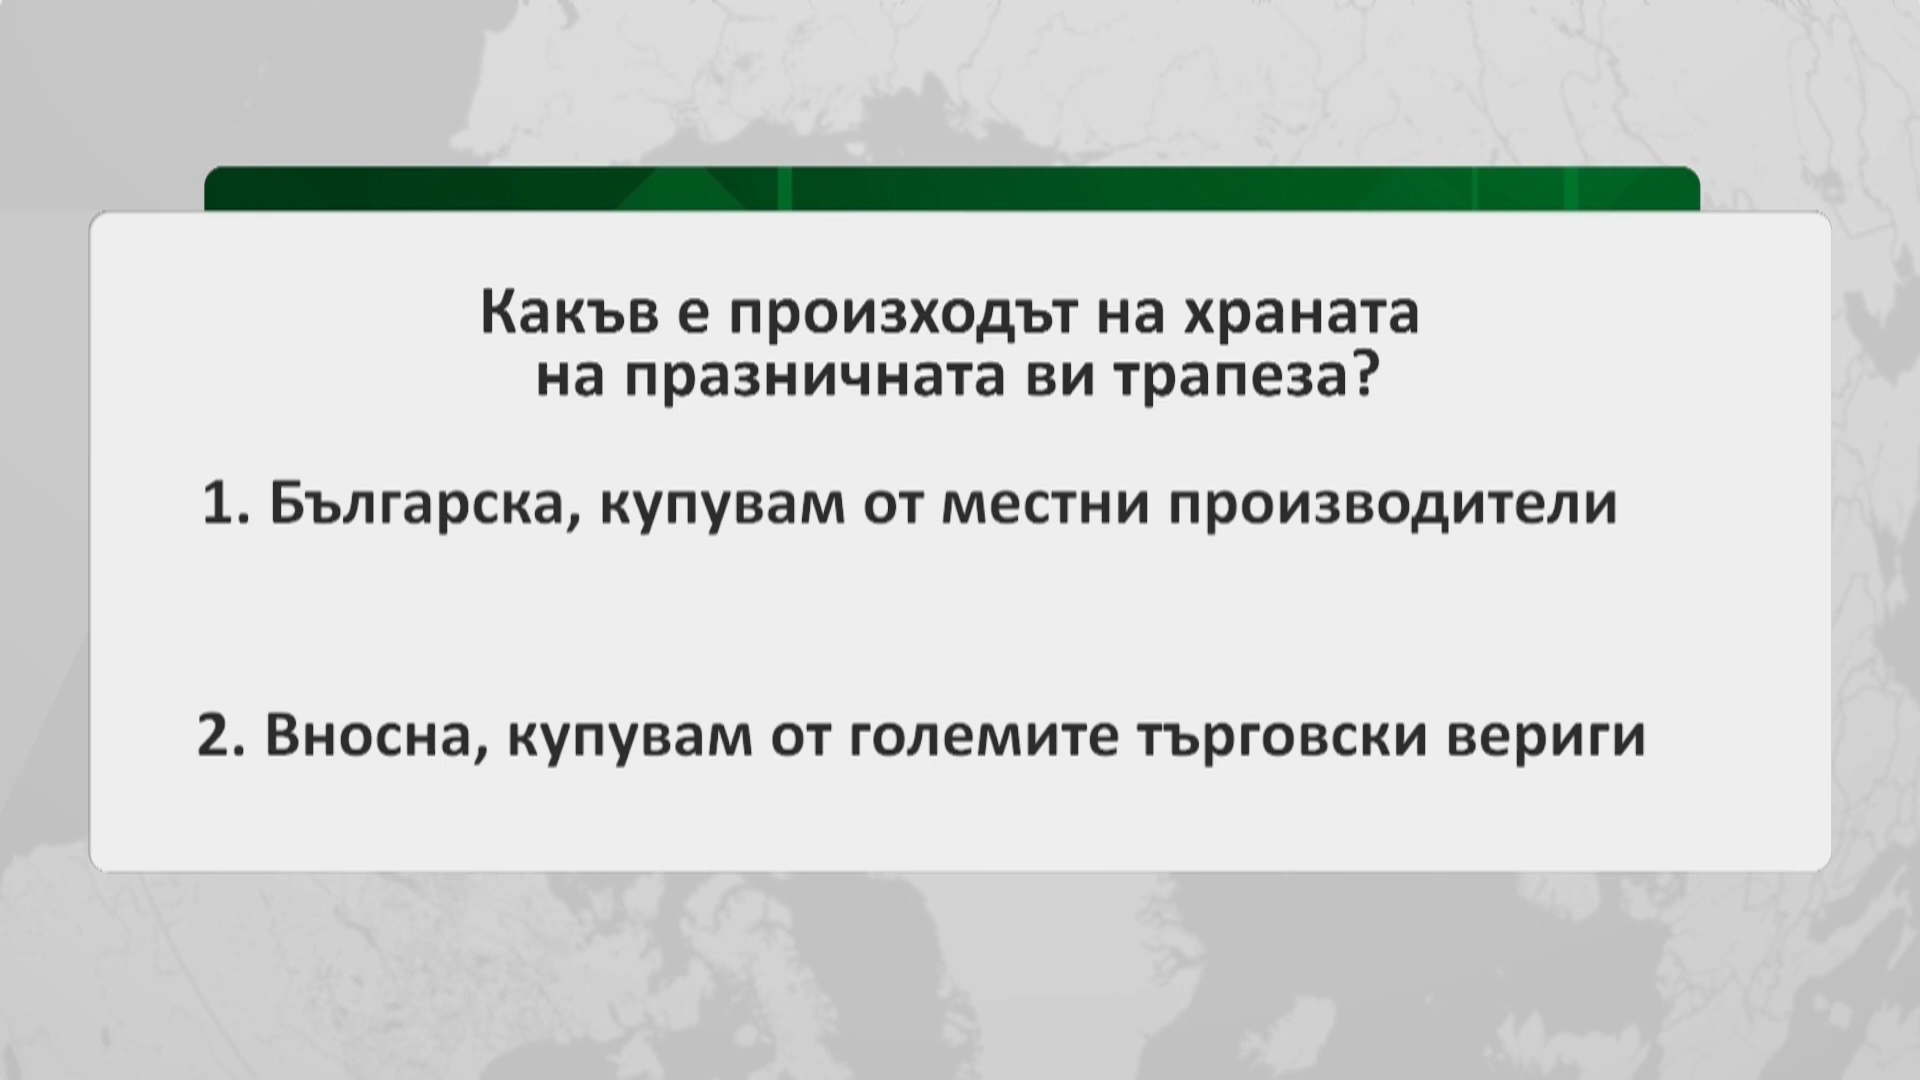 Какъв е произходът на храната
на празничната ви трапеза?
1. Българска, купувам от местни производители
2. Вносна, купувам от големите търговски вериги